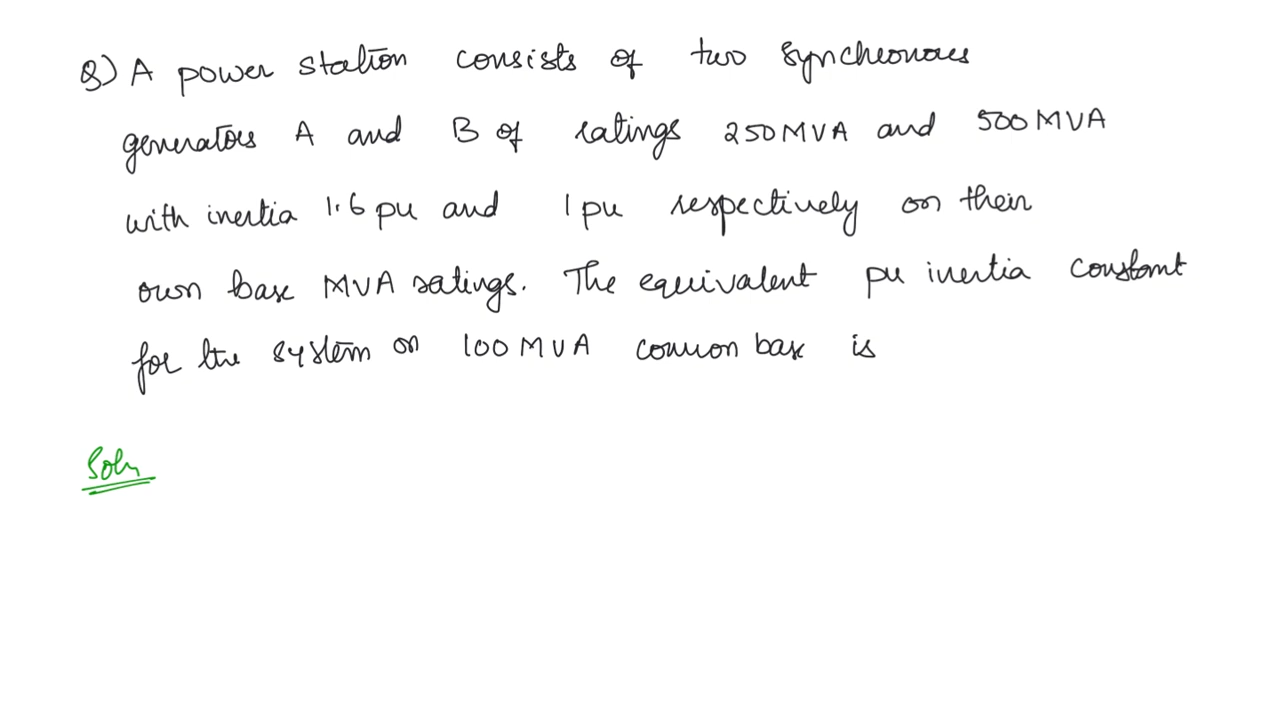 Q) A power station consists of two synchronous
generators A and B of ratings 250MVA and 500MVA
with inertia 1.6 pu and 1 pu respectively on their
own base MVA ratings. The equivalent pu inertia constant
for the system on 100MVA common base is
Soln